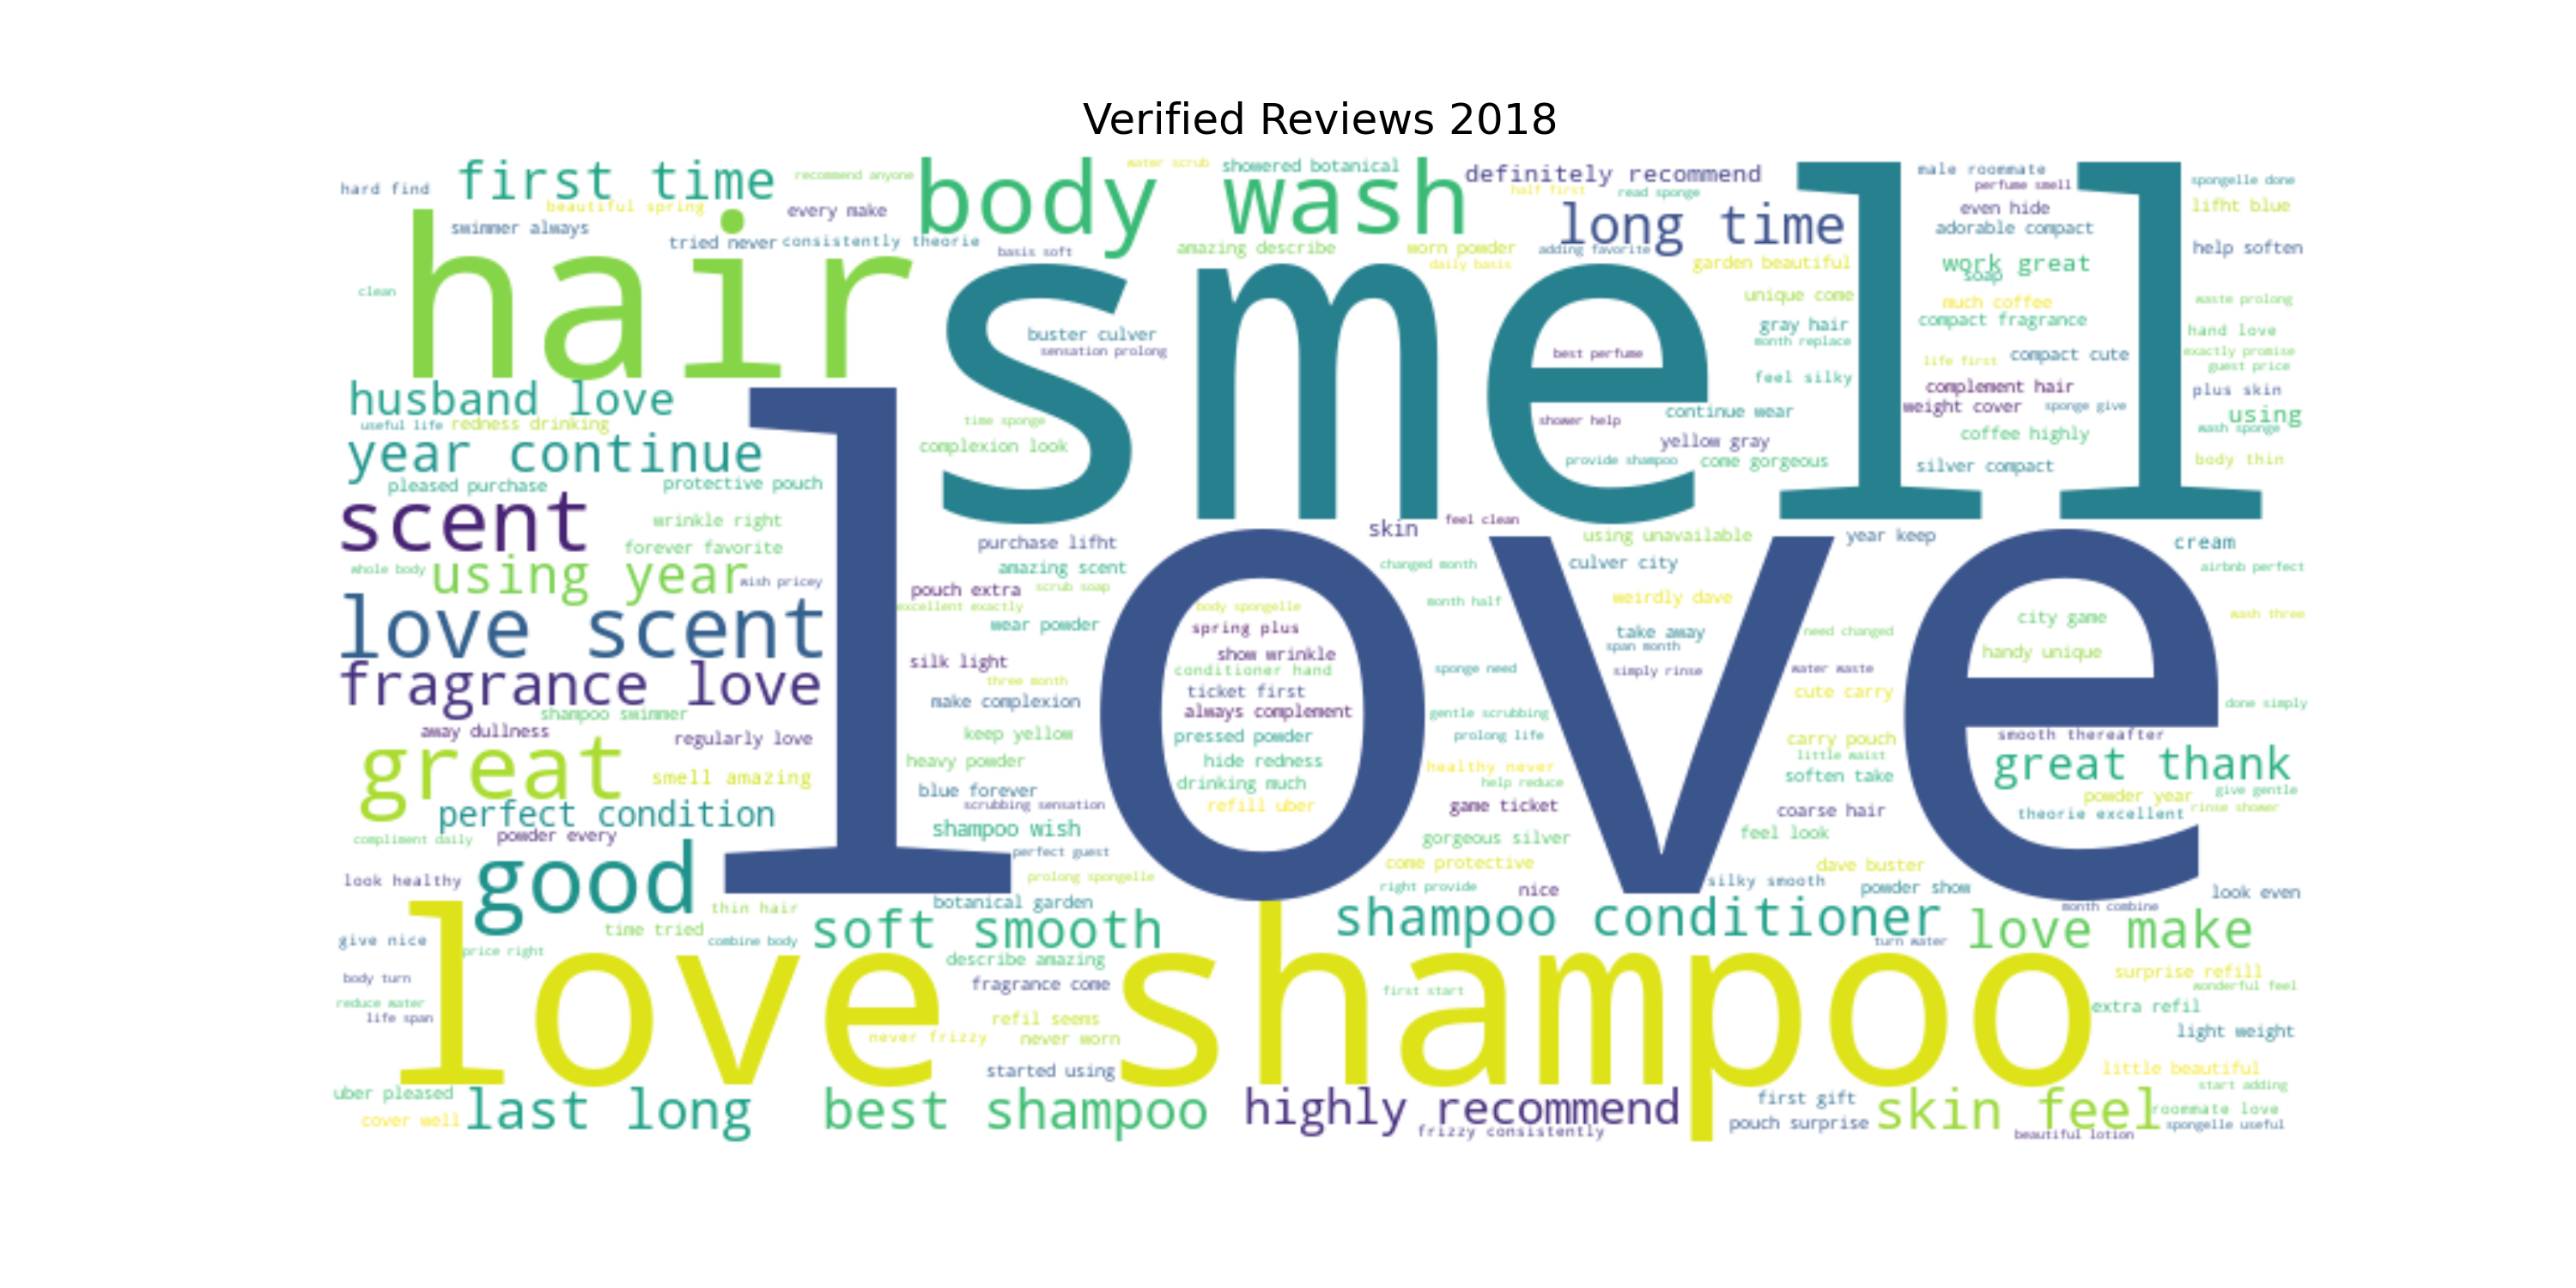 Verified Reviews 2018
hard find
first time
recommend anyone
body wash
water scrub
showered botanical
definitely recommend
half first
read sponge
male roommate
perfume smell
spongelle done
beautiful spring
every make
long time
even hide
lifht blue
swimmer always
tried never
consistently theorie
basis soft
amazing describe
worn powder
daily basis
adding favorite
garden beautiful
adorable compact
help soften
work great
soap
clean
hair
smell
unique come
much coffee
waste prolong
buster culver
sensation prolong
best perfume
gray hair
month replace
compact fragrance
hand love
life first
compact cute
exactly promise
guest price
feel silky
complement hair
plus skin
husband love
useful life
redness drinking
time sponge
shower help
continue wear
weight cover
sponge give
using
wash sponge
year continue
complexion look
yellow gray
coffee highly
provide shampoo
come gorgeous
silver compact
body thin
pleased purchase
protective pouch
scent
wrinkle right
forever favorite
purchase lifht
skin
feel clean
using unavailable
year keep
cream
whole body
using year
wish pricey
amazing scent
changed month
culver city
airbnb perfect
pouch extra
scrub soap
excellent exactly
body spongelle
month half
weirdly dave
city game
wash three
love scent
love
wear powder
spring plus
take away
span month
need changed
fragrance love
silk light
show wrinkle
conditioner hand
sponge need
simply rinse
water waste
handy unique
three month
ticket first
make complexion
always complement
cute carry
done simply
shampoo swimmer
gentle scrubbing
away dullness
regularly love
keep yellow
pressed powder
prolong life
carry pouch
little waist
smooth thereafter
great
smell amazing
heavy powder
hide redness
healthy never
help reduce
soften take
great thank
blue forever
drinking much
scrubbing sensation
refill uber
game ticket
coarse hair
powder year
give gentle
rinse shower
perfect condition
powder every
compliment daily
shampoo wish
gorgeous silver
feel look
theorie excellent
perfect guest
come protective
dave buster
look healthy
good
prolong spongelle
right provide
nice
silky smooth
powder show
look even
thin hair
botanical garden
month combine
give nice
time tried
price right
combine body
soft smooth
shampoo conditioner
turn water
love make
describe amazing
body turn
fragrance come
first start
surprise refill
wonderful feel
reduce water
life span
love
shampoo
refil seems
never frizzy
never worn
extra refil
light weight
started using
little beautiful
uber pleased
cover well
last long
best shampoo
highly recommend
frizzy consistently
first gift
pouch surprise
skin feel
start adding
roommate love
spongelle useful
beautiful lotion